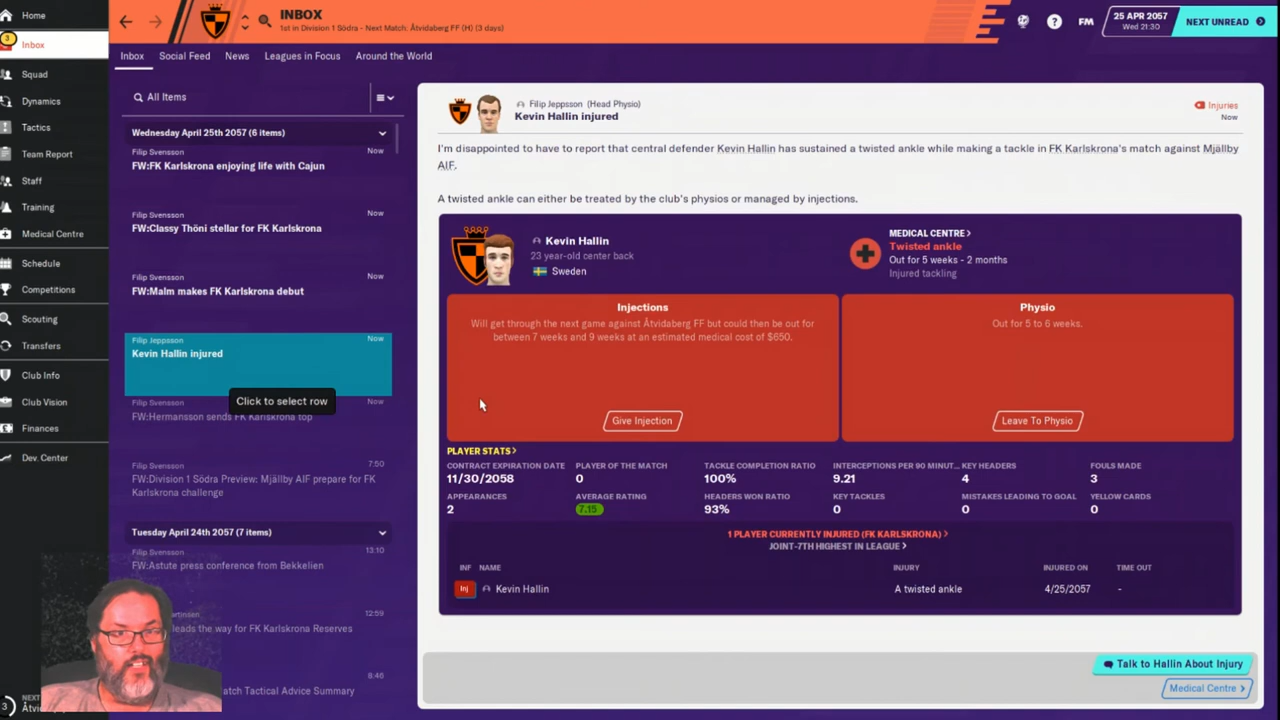 Home
INBOX
1st in Division 1 Södra - Next Match: Åtvidaberg FF (H) (3 days)
?
FM
25 APR 2057
Wed 21:30
NEXT UNREAD
3
Inbox
Squad
Dynamics
Tactics
Team Report
Staff
Training
Medical Centre
Schedule
Competitions
Scouting
Transfers
Club Info
Club Vision
Finances
Dev. Center
Inbox
Social Feed
News
Leagues in Focus
Around the World
All Items
Wednesday April 25th 2057 (6 items)
Filip Svensson
Now
FW:FK Karlskrona enjoying life with Cajun
Filip Svensson
Now
FW:Classy Thöni stellar for FK Karlskrona
Filip Svensson
Now
FW:Malm makes FK Karlskrona debut
Filip Jeppsson
Now
Kevin Hallin injured
Click to select row
Filip Svensson
Now
FW:Hermansson sends FK Karlskrona top
Filip Svensson
7:50
FW:Division 1 Södra Preview: Mjällby AIF prepare for FK
Karlskrona challenge
Tuesday April 24th 2057 (7 items)
Filip Svensson
13:10
FW:Astute press conference from Bekkelien
artinsen
12:59
leads the way for FK Karlskrona Reserves
8:46
atch Tactical Advice Summary
3
NEXT
Åtvid
Filip Jeppsson (Head Physio)
Kevin Hallin injured
Injuries
Now
I'm disappointed to have to report that central defender Kevin Hallin has sustained a twisted ankle while making a tackle in FK Karlskrona's match against Mjällby
AIF.
A twisted ankle can either be treated by the club's physios or managed by injections.
Kevin Hallin
23 year-old center back
Sweden
MEDICAL CENTRE
Twisted ankle
Out for 5 weeks - 2 months
Injured tackling
Injections
Will get through the next game against Åtvidaberg FF but could then be out for
between 7 weeks and 9 weeks at an estimated medical cost of $650.
Give Injection
Physio
Out for 5 to 6 weeks.
Leave To Physio
PLAYER STATS
CONTRACT EXPIRATION DATE
PLAYER OF THE MATCH
TACKLE COMPLETION RATIO
INTERCEPTIONS PER 90 MINUT...
KEY HEADERS
FOULS MADE
11/30/2058
0
100%
9.21
4
3
APPEARANCES
AVERAGE RATING
HEADERS WON RATIO
KEY TACKLES
MISTAKES LEADING TO GOAL
YELLOW CARDS
2
7.15
93%
0
0
0
1 PLAYER CURRENTLY INJURED (FK KARLSKRONA)
JOINT-7TH HIGHEST IN LEAGUE
INF
NAME
INJURY
INJURED ON
TIME OUT
Inj
Kevin Hallin
A twisted ankle
4/25/2057
-
Talk to Hallin About Injury
Medical Centre